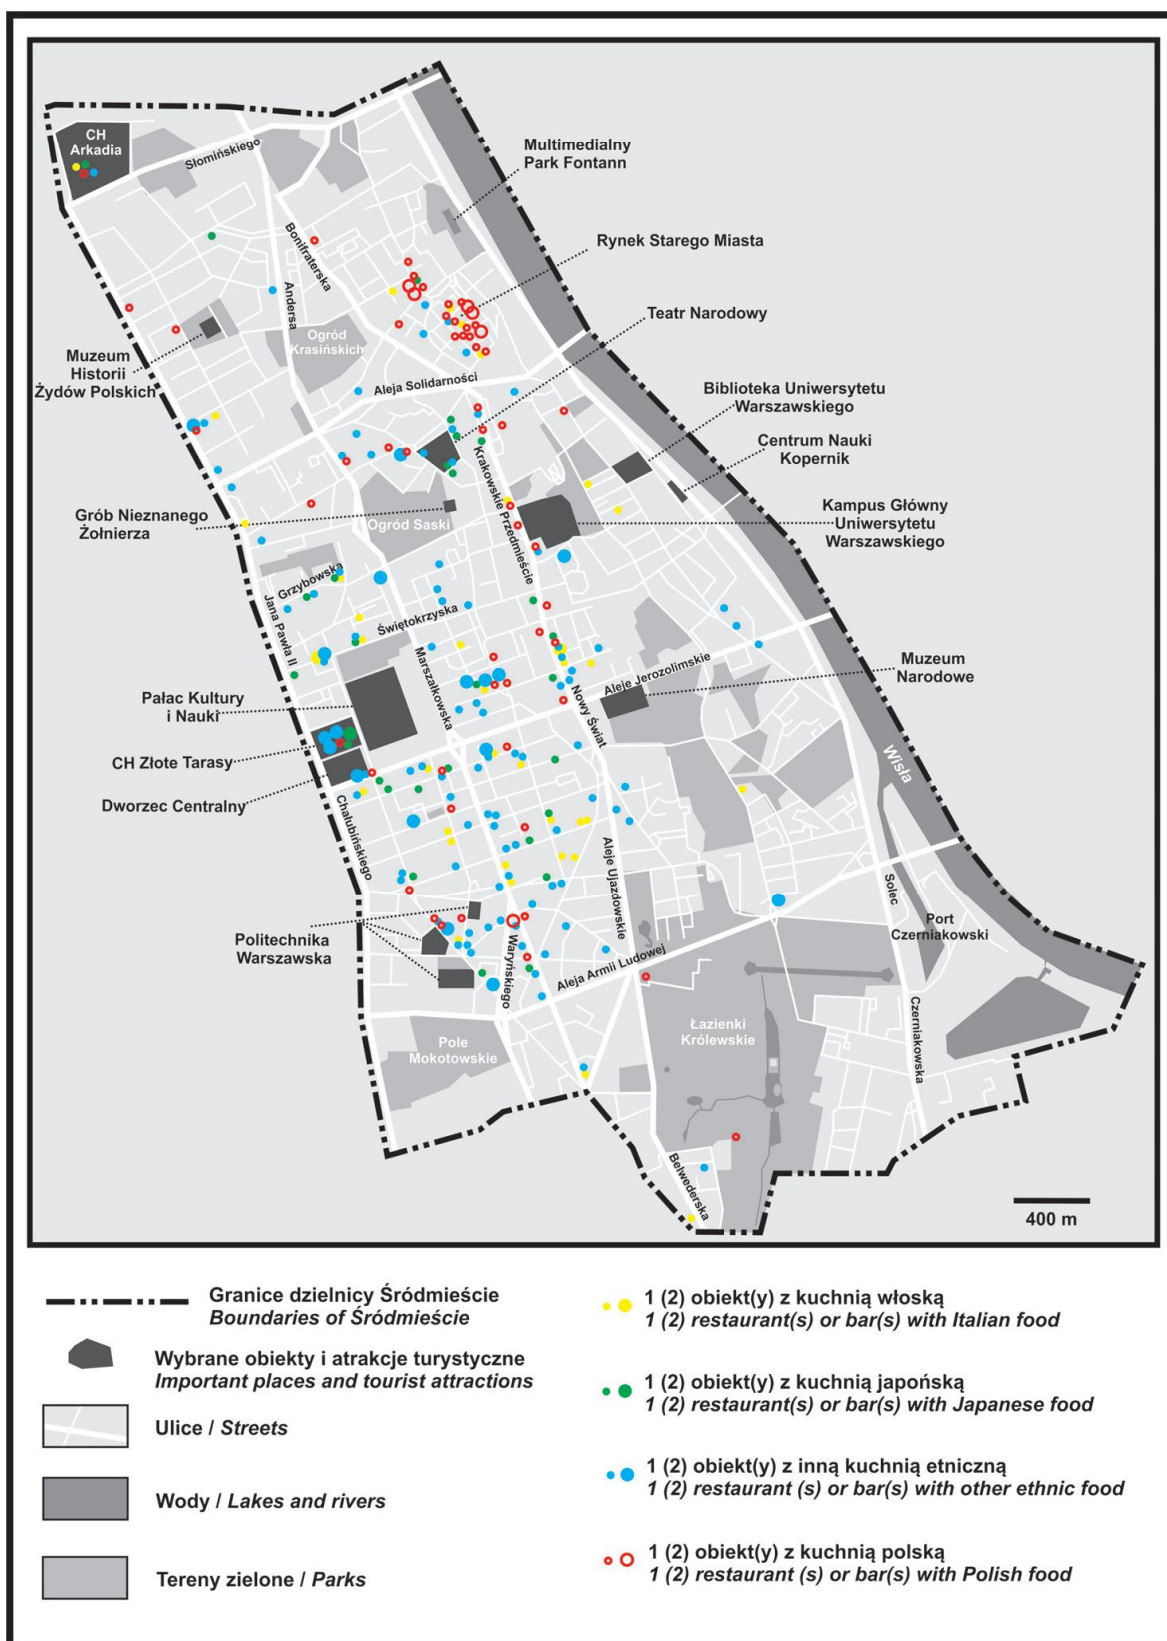 CH
Arkadia
Słomińskiego
Multimedialny
Park Fontann
Bonifraterska
Rynek Starego Miasta
Andersa
Teatr Narodowy
Ogród
Krasińskich
Muzeum
Historii
Żydów Polskich
Aleja Solidarności
Biblioteka Uniwersytetu
Warszawskiego
Centrum Nauki
Kopernik
Krakowskie Przedmieście
Grób Nieznanego
Żołnierza
Ogród Saski
Kampus Główny
Uniwersytetu
Warszawskiego
Grzybowska
Jana Pawła II
Świętokrzyska
Marszałkowska
Aleje Jerozolimskie
Muzeum
Narodowe
Pałac Kultury
i Nauki
Nowy Świat
CH Złote Tarasy
Wisła
Dworzec Centralny
Chałubińskiego
Aleje Ujazdowskie
Solec
Port
Czerniakowski
Politechnika
Warszawska
Waryńskiego
Aleja Armii Ludowej
Czerniakowska
Łazienki
Królewskie
Pole
Mokotowskie
Belwederska
400 m
Granice dzielnicy Śródmieście
Boundaries of Śródmieście
Wybrane obiekty i atrakcje turystyczne
Important places and tourist attractions
Ulice / Streets
Wody / Lakes and rivers
Tereny zielone / Parks
1 (2) obiekt(y) z kuchnią włoską
1 (2) restaurant(s) or bar(s) with Italian food
1 (2) obiekt(y) z kuchnią japońską
1 (2) restaurant(s) or bar(s) with Japanese food
1 (2) obiekt(y) z inną kuchnią etniczną
1 (2) restaurant (s) or bar(s) with other ethnic food
1 (2) obiekt(y) z kuchnią polską
1 (2) restaurant (s) or bar(s) with Polish food